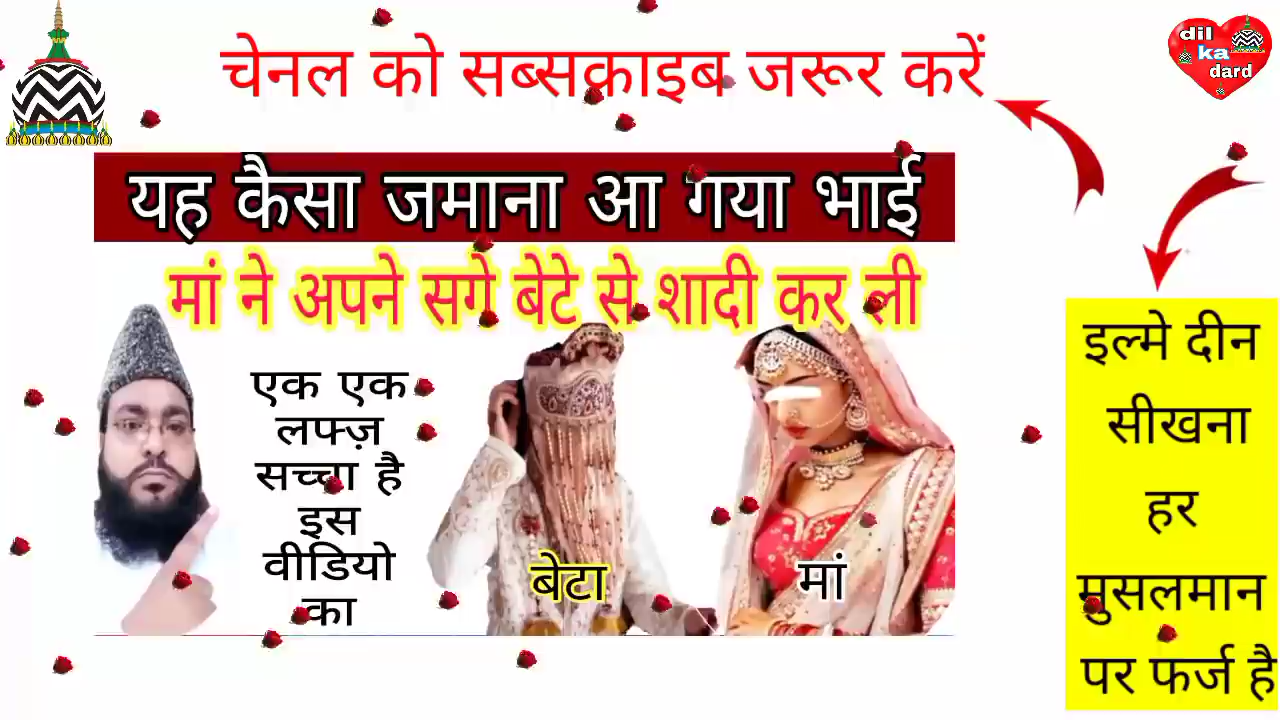 चेनल को सब्सक्राइब जरूर करें
dil
ka
dard
यह कैसा जमाना आ गया भाई
मां ने अपने सगे बेटे से शादी कर ली
एक एक
लफ्ज़
सच्चा है
इस
वीडियो
का
बेटा
मां
इल्मे दीन
सीखना
हर
मुसलमान
पर फर्ज है